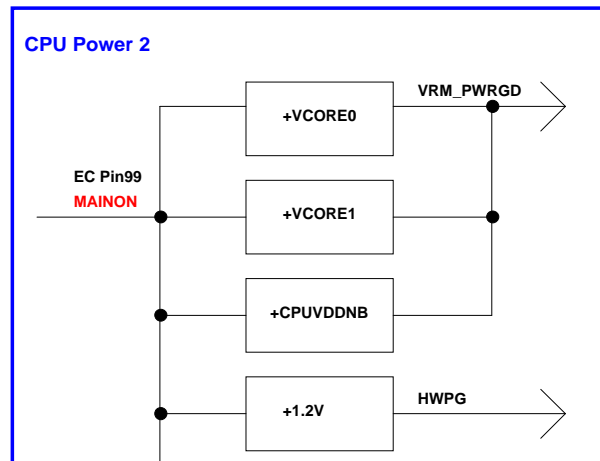 CPU Power 2
VRM_PWRGD
+VCORE0
EC Pin99
MAINON
+VCORE1
+CPUVDDNB
+1.2V
HWPG